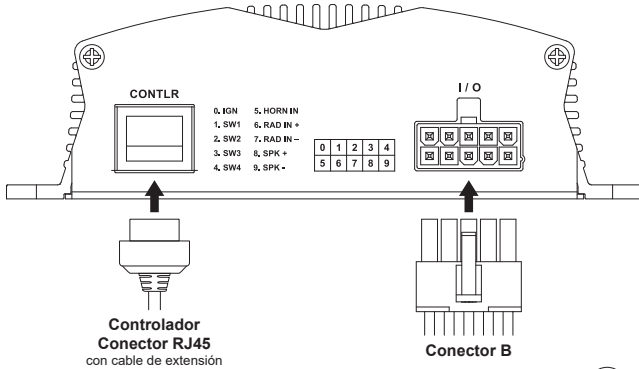 CONTLR
I / O
0. IGN 5. HORN IN
1. SW1 6. RAD IN +
2. SW2 7. RAD IN –
3. SW3 8. SPK +
4. SW4 9. SPK -
0 1 2 3 4
5 6 7 8 9
Controlador
Conector RJ45
con cable de extensión
Conector B